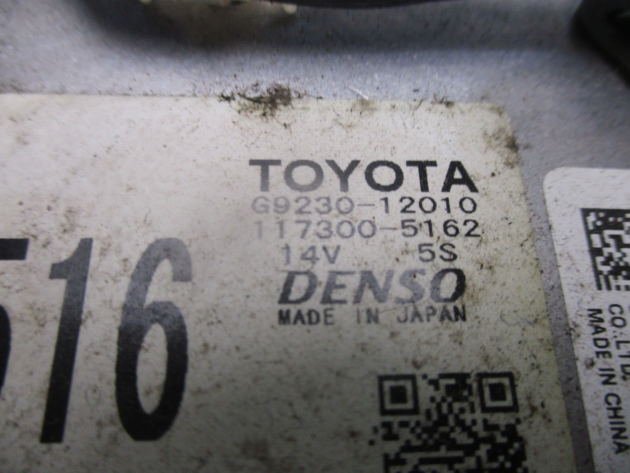 TOYOTA
G9230-12010
117300-5162
14V 5S
DENSO
MADE IN JAPAN
516
CO.,LTD.
MADE IN CHINA